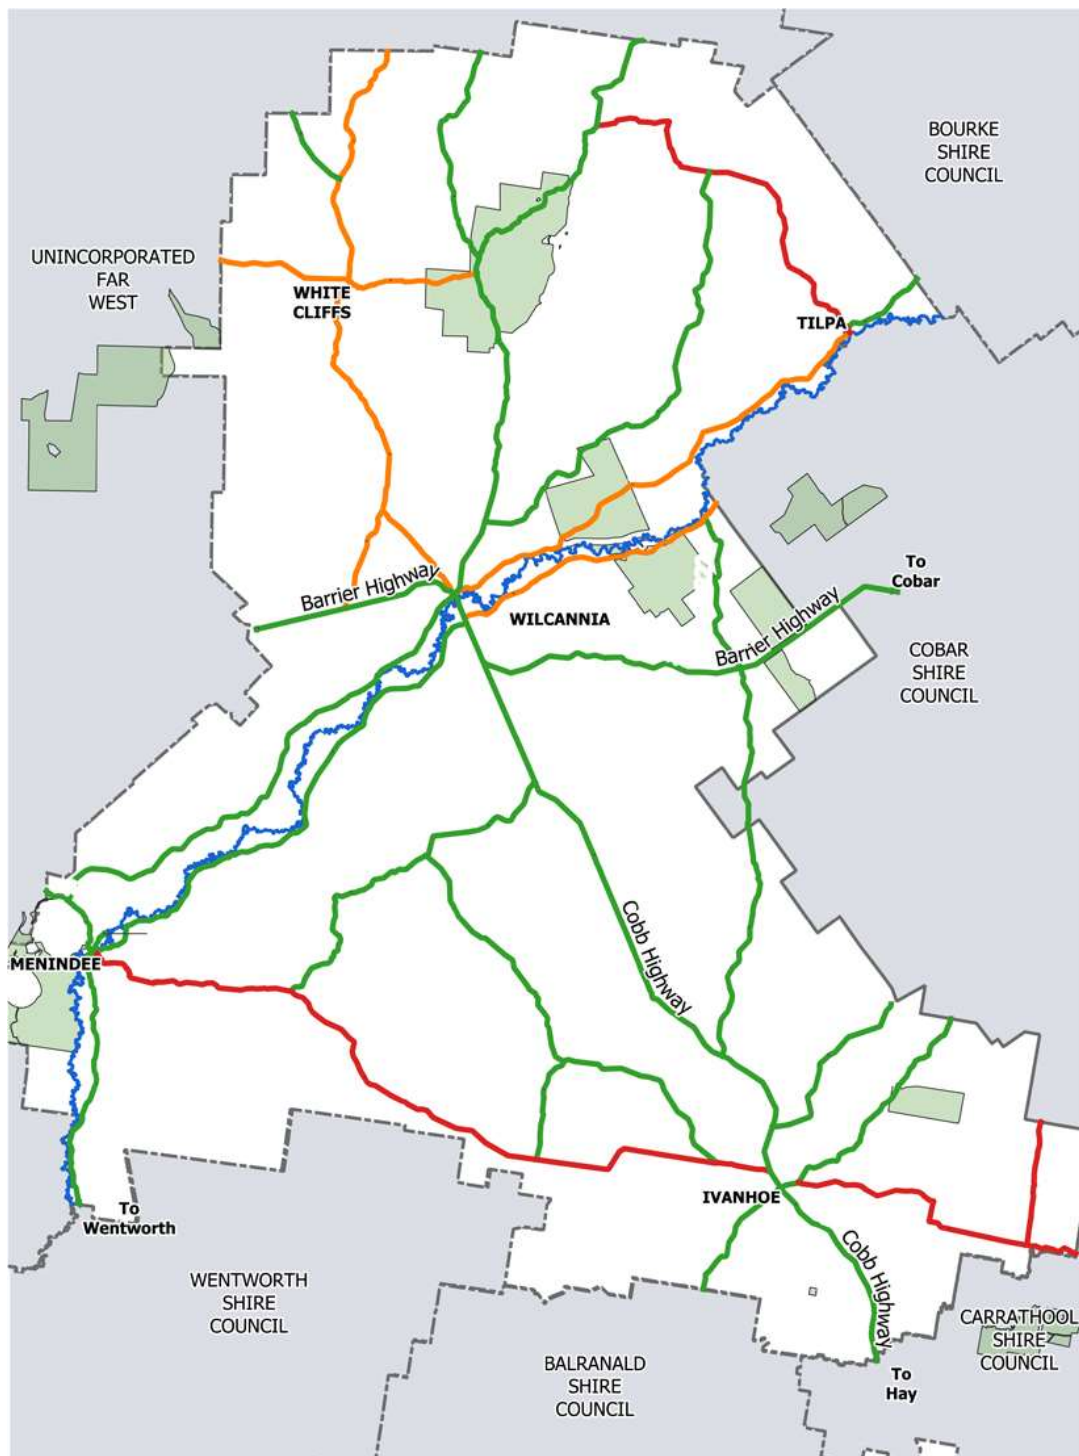 BOURKE
SHIRE
COUNCIL
UNINCORPORATED
FAR
WEST
WHITE
CLIFFS
TILPA
To
Cobar
Barrier Highway
WILCANNIA
Barrier Highway
COBAR
SHIRE
COUNCIL
Cobb Highway
MENINDEE
IVANHOE
To
Wentworth
Cobb Highway
WENTWORTH
SHIRE
COUNCIL
CARRATHOOL
SHIRE
COUNCIL
BALRANALD
SHIRE
COUNCIL
To
Hay